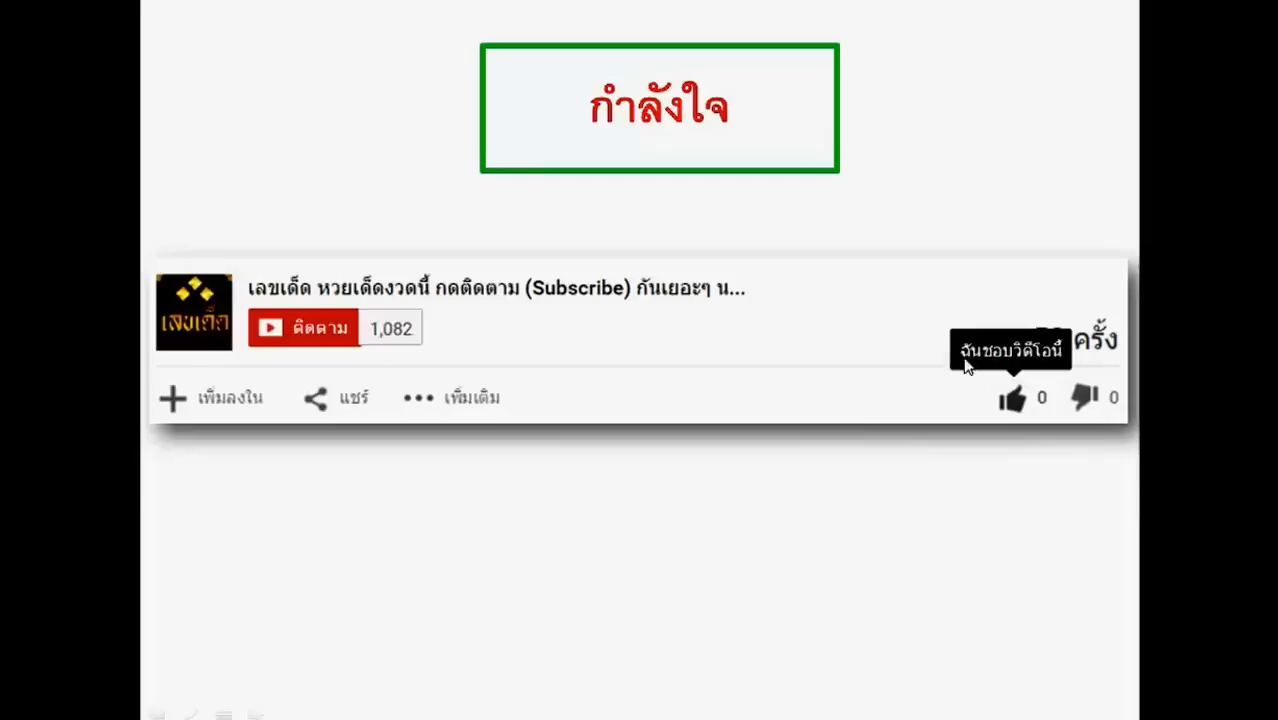 กำลังใจ
เลขเด็ด หวยเด็ดงวดนี้ กดติดตาม (Subscribe) กันเยอะๆ น...
เลขเด็ด
ติดตาม 1,082
ครั้ง
ฉันชอบวิดีโอนี้
เพิ่มลงใน แชร์ เพิ่มเติม 0 0